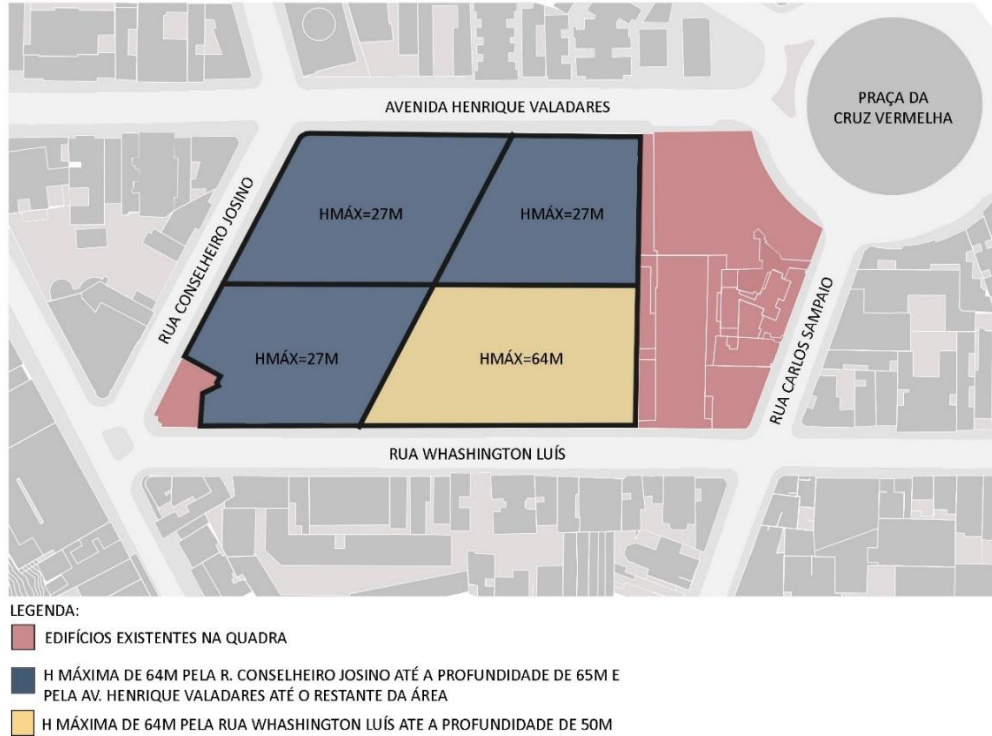 AVENIDA HENRIQUE VALADARES
PRAÇA DA
CRUZ VERMELHA
RUA CONSELHEIRO JOSINO
HMÁX=27M
HMÁX=27M
HMÁX=27M
HMÁX=64M
RUA CARLOS SAMPAIO
RUA WHASHINGTON LUÍS
LEGENDA:
EDIFÍCIOS EXISTENTES NA QUADRA
H MÁXIMA DE 64M PELA R. CONSELHEIRO JOSINO ATÉ A PROFUNDIDADE DE 65M E
PELA AV. HENRIQUE VALADARES ATÉ O RESTANTE DA ÁREA
H MÁXIMA DE 64M PELA RUA WHASHINGTON LUÍS ATE A PROFUNDIDADE DE 50M